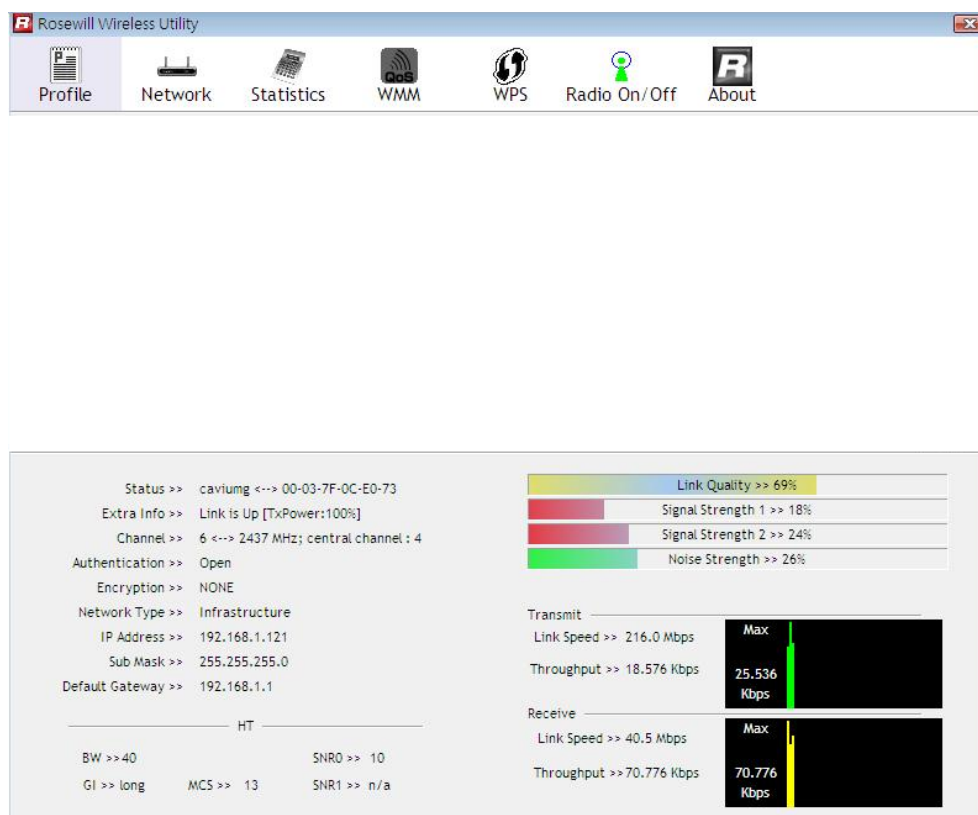 R Rosewill Wireless Utility
P
QoS
R
Profile Network Statistics WMM WPS Radio On/Off About
Status >> caviumg <--> 00-03-7F-0C-E0-73
Extra Info >> Link is Up [TxPower:100%]
Channel >> 6 <--> 2437 MHz; central channel : 4
Authentication >> Open
Encryption >> NONE
Network Type >> Infrastructure
IP Address >> 192.168.1.121
Sub Mask >> 255.255.255.0
Default Gateway >> 192.168.1.1
HT
BW >> 40 SNR0 >> 10
GI >> long MCS >> 13 SNR1 >> n/a
Link Quality >> 69%
Signal Strength 1 >> 18%
Signal Strength 2 >> 24%
Noise Strength >> 26%
Transmit
Link Speed >> 216.0 Mbps
Throughput >> 18.576 Kbps
Max
25.536
Kbps
Receive
Link Speed >> 40.5 Mbps
Throughput >> 70.776 Kbps
Max
70.776
Kbps